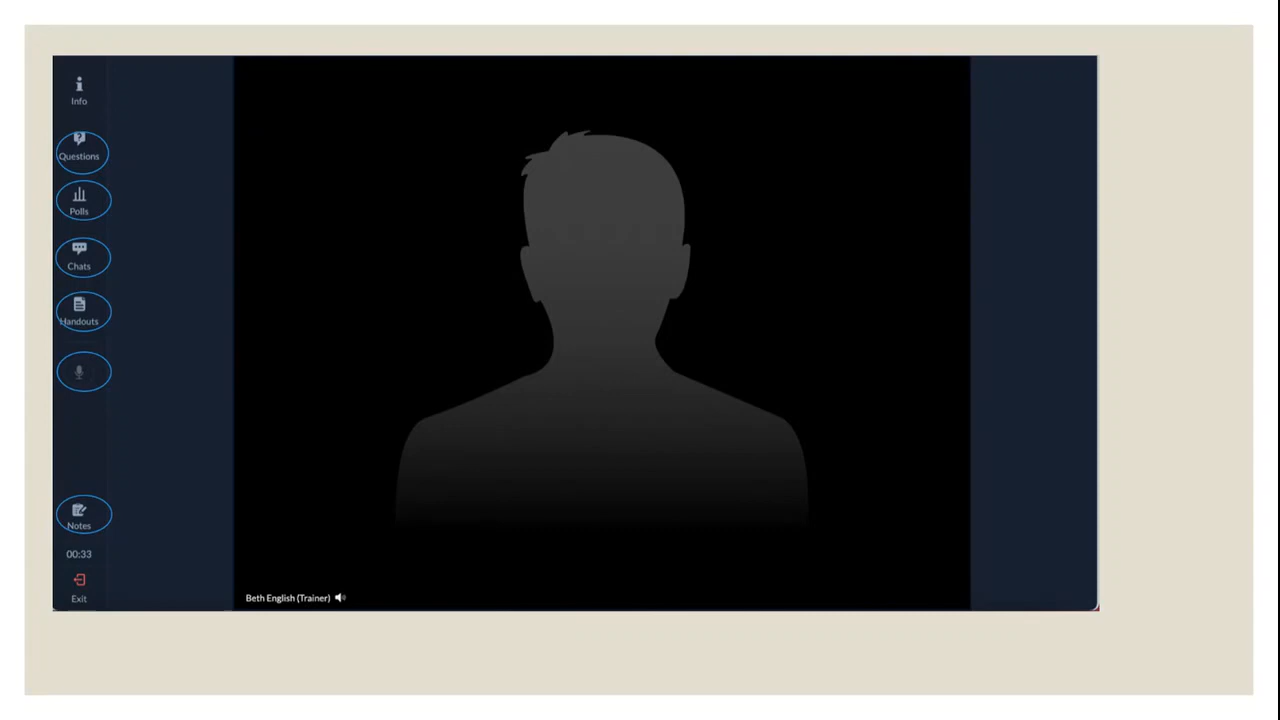 Info
Questions
Polls
Chats
Handouts
Notes
00:33
Exit
Beth English (Trainer)